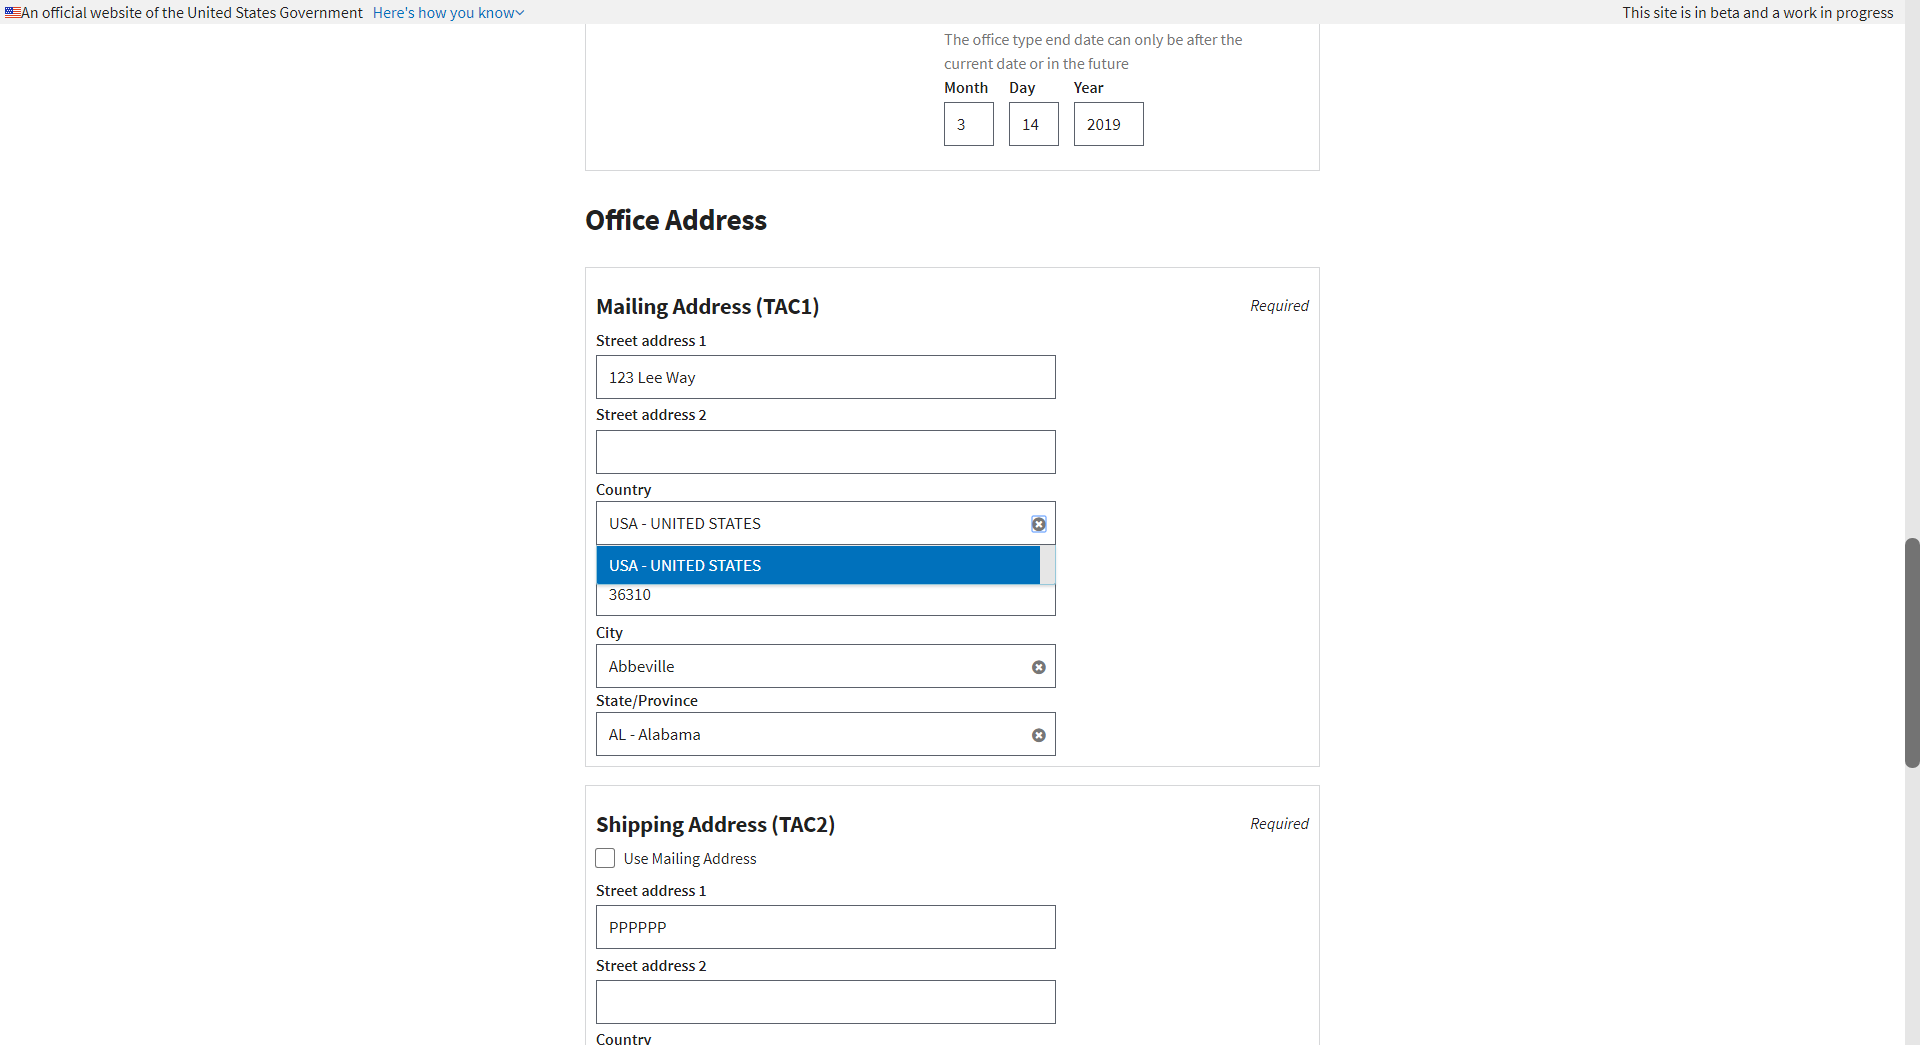 An official website of the United States Government Here's how you know
This site is in beta and a work in progress
The office type end date can only be after the
current date or in the future
Month Day Year
3 14 2019
Office Address
Mailing Address (TAC1)
Required
Street address 1
123 Lee Way
Street address 2
Country
USA - UNITED STATES
USA - UNITED STATES
36310
City
Abbeville
State/Province
AL - Alabama
Shipping Address (TAC2)
Required
Use Mailing Address
Street address 1
PPPPPP
Street address 2
Country